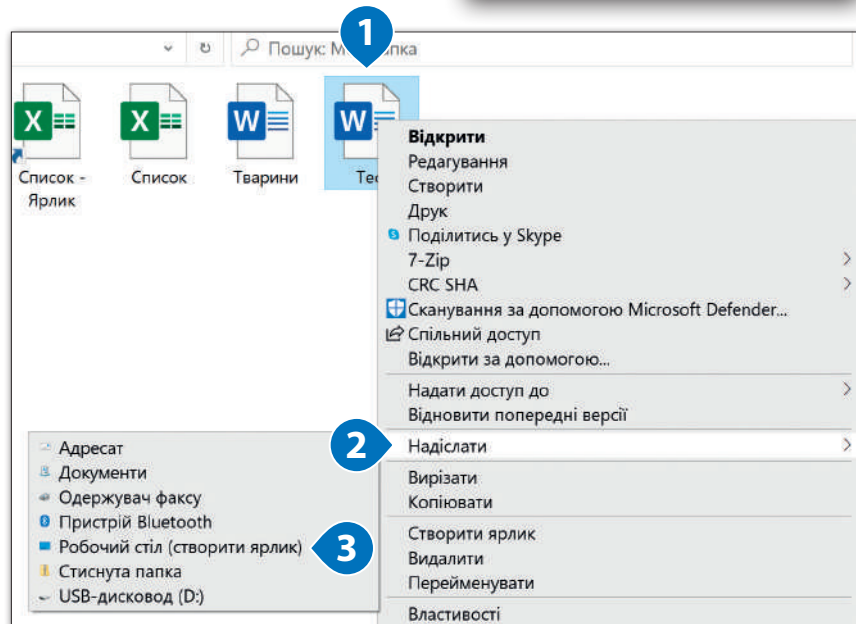 1
Пошук: М
пка
Список -
Ярлик
Список
Тварини
Відкрити
Редагування
Створити
Друк
Поділитись у Skype
7-Zip
CRC SHA
Сканування за допомогою Microsoft Defender...
Спільний доступ
Відкрити за допомогою...
Надати доступ до
Відновити попередні версії
2
Надіслати
Вирізати
Копіювати
Створити ярлик
Видалити
Перейменувати
Властивості
Адресат
Документи
Одержувач факсу
Пристрій Bluetooth
Робочий стіл (створити ярлик)
3
Стиснута папка
USB-дисковод (D:)